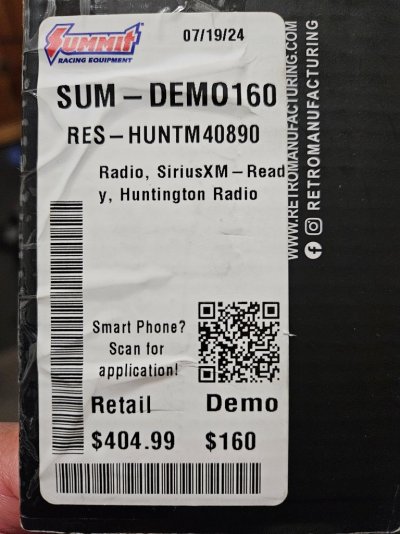 SUMMIT
RACING EQUIPMENT
07/19/24
SUM-DEMO160
RES-HUNTM40890
Radio, SiriusXM-Read
y, Huntington Radio
Smart Phone?
Scan for
application!
Retail Demo
$404.99 $160
WWW.RETROMANUFACTURING.COM
RETROMANUFACTURING